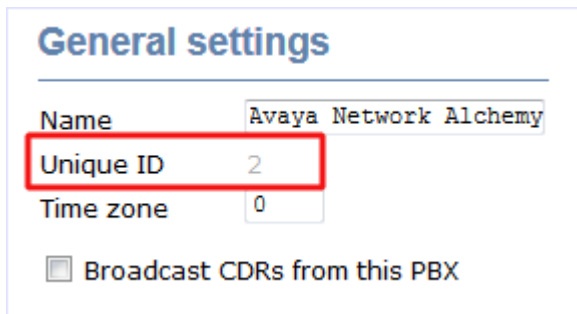 General settings
Name Avaya Network Alchemy
Unique ID 2
Time zone 0
Broadcast CDRs from this PBX